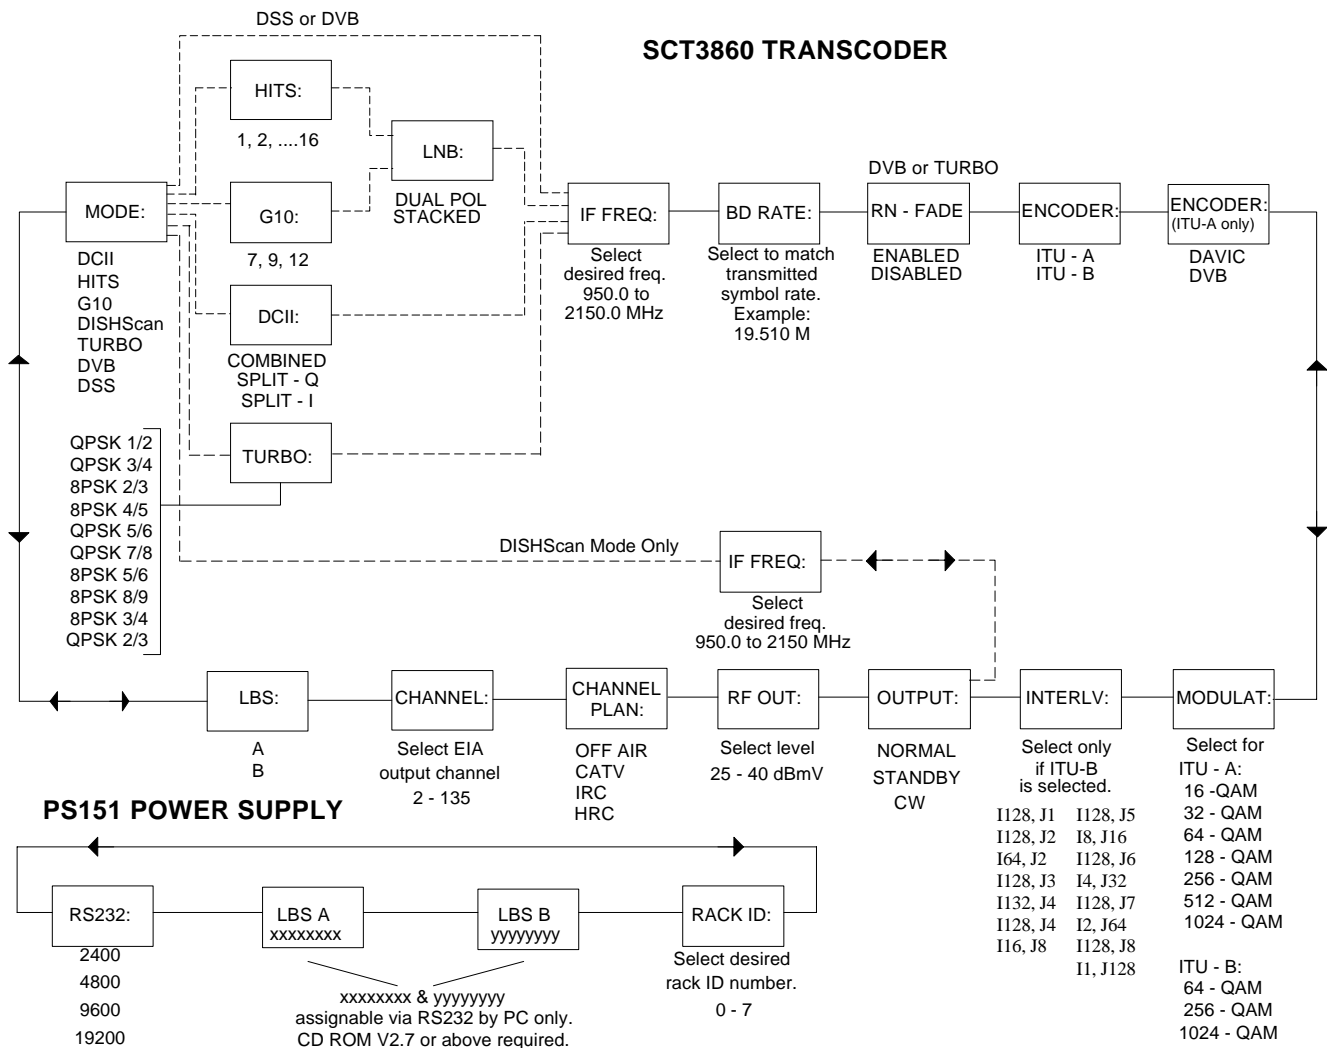 DSS or DVB
SCT3860 TRANSCODER
HITS:
1, 2, ....16
LNB:
DUAL POL
STACKED
MODE:
DCII
HITS
G10
DISHScan
TURBO
DVB
DSS
G10:
7, 9, 12
DCII:
COMBINED
SPLIT - Q
SPLIT - I
TURBO:
QPSK 1/2
QPSK 3/4
8PSK 2/3
8PSK 4/5
QPSK 5/6
QPSK 7/8
8PSK 5/6
8PSK 8/9
8PSK 3/4
QPSK 2/3
IF FREQ:
Select
desired freq.
950.0 to
2150.0 MHz
BD RATE:
Select to match
transmitted
symbol rate.
Example:
19.510 M
DVB or TURBO
RN - FADE
ENABLED
DISABLED
ENCODER:
ITU - A
ITU - B
ENCODER:
(ITU-A only)
DAVIC
DVB
DISHScan Mode Only
IF FREQ:
Select
desired freq.
950.0 to 2150 MHz
LBS:
A
B
CHANNEL:
Select EIA
output channel
2 - 135
CHANNEL
PLAN:
OFF AIR
CATV
IRC
HRC
RF OUT:
Select level
25 - 40 dBmV
OUTPUT:
NORMAL
STANDBY
CW
INTERLV:
Select only
if ITU-B
is selected.
I128, J1 I128, J5
I128, J2 I8, J16
I64, J2 I128, J6
I128, J3 I4, J32
I132, J4 I128, J7
I128, J4 I2, J64
I16, J8 I128, J8
I1, J128
MODULAT:
Select for
ITU - A:
16 -QAM
32 - QAM
64 - QAM
128 - QAM
256 - QAM
512 - QAM
1024 - QAM
ITU - B:
64 - QAM
256 - QAM
1024 - QAM
PS151 POWER SUPPLY
RS232:
2400
4800
9600
19200
LBS A
xxxxxxxx
LBS B
yyyyyyyy
xxxxxxxx & yyyyyyyy
assignable via RS232 by PC only.
CD ROM V2.7 or above required.
RACK ID:
Select desired
rack ID number.
0 - 7